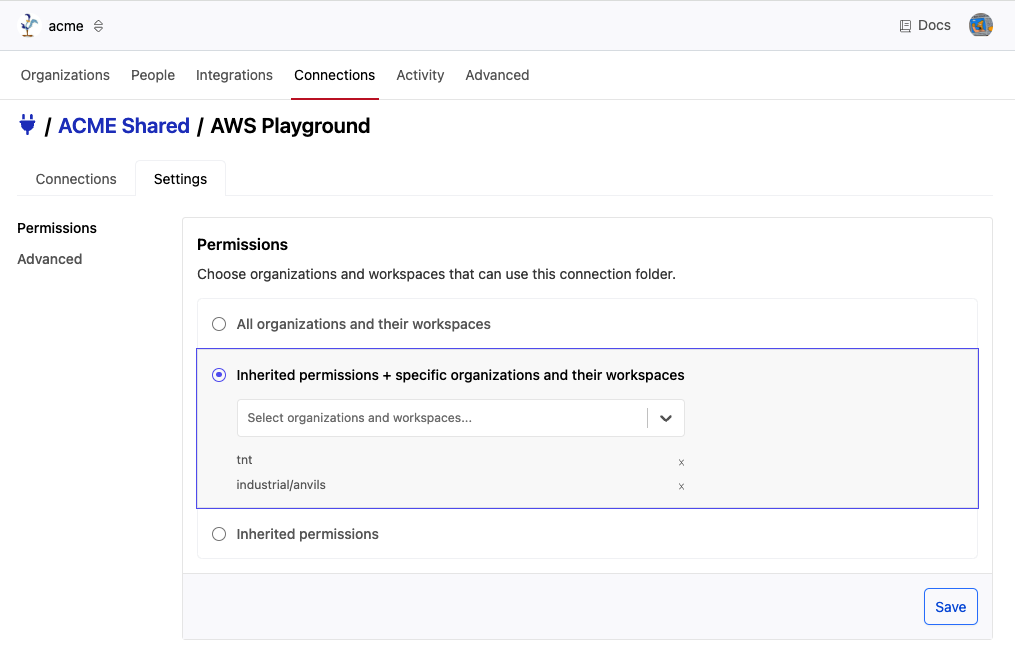 acme
Docs
Organizations People Integrations Connections Activity Advanced
/ ACME Shared / AWS Playground
Connections Settings
Permissions
Advanced
Permissions
Choose organizations and workspaces that can use this connection folder.
All organizations and their workspaces
Inherited permissions + specific organizations and their workspaces
Select organizations and workspaces...
tnt x
industrial/anvils x
Inherited permissions
Save